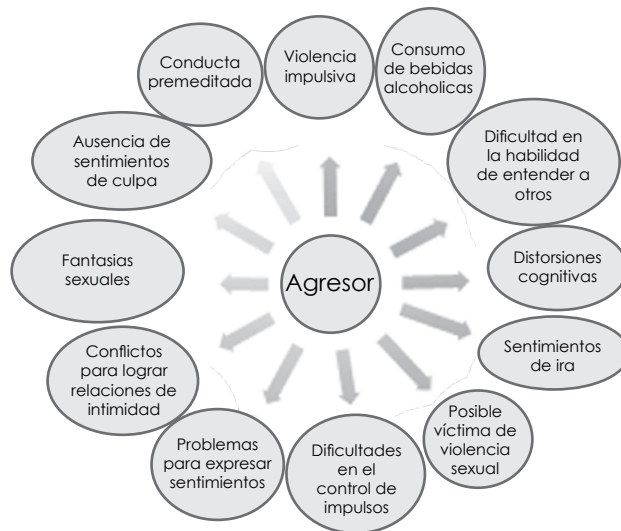 Violencia
impulsiva
Consumo
de bebidas
alcoholicas
Dificultad en
la habilidad
de entender a
otros
Distorsiones
cognitivas
Sentimientos
de ira
Posible
víctima de
violencia
sexual
Dificultades
en el
control de
impulsos
Problemas
para expresar
sentimientos
Conflictos
para lograr
relaciones de
intimidad
Fantasias
sexuales
Ausencia de
sentimientos
de culpa
Conducta
premeditada
Agresor